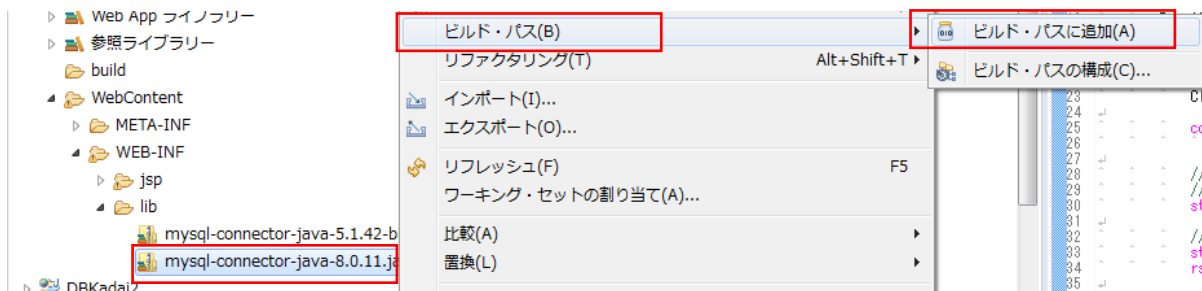 Web App ライブラリー
参照ライブラリー
build
WebContent
META-INF
WEB-INF
jsp
lib
mysql-connector-java-5.1.42-b
mysql-connector-java-8.0.11.ja
DBKadai2
ビルド・パス(B)
リファクタリング(T) Alt+Shift+T
インポート(I)...
エクスポート(O)...
リフレッシュ(F) F5
ワーキング・セットの割り当て(A)...
比較(A)
置換(L)
ビルド・パスに追加(A)
ビルド・パスの構成(C)...
23 Cl
24
25 co
26
27
28 //
29 //
30 st
31
32 //
33 st
34 rs
35